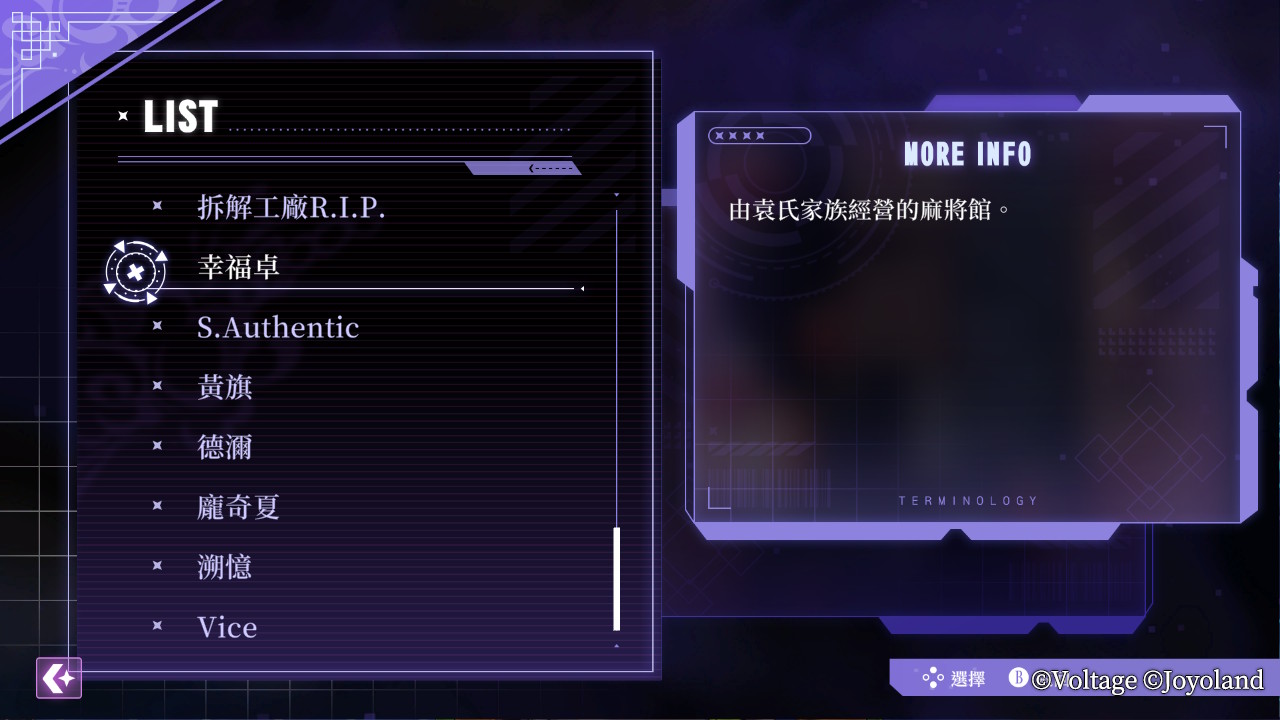 LIST
拆解工廠R.I.P.
幸福卓
S.Authentic
黃旗
德瀰
龐奇夏
溯憶
Vice
MORE INFO
由袁氏家族經營的麻將館。
TERMINOLOGY
選擇
B
©Voltage ©Joyoland